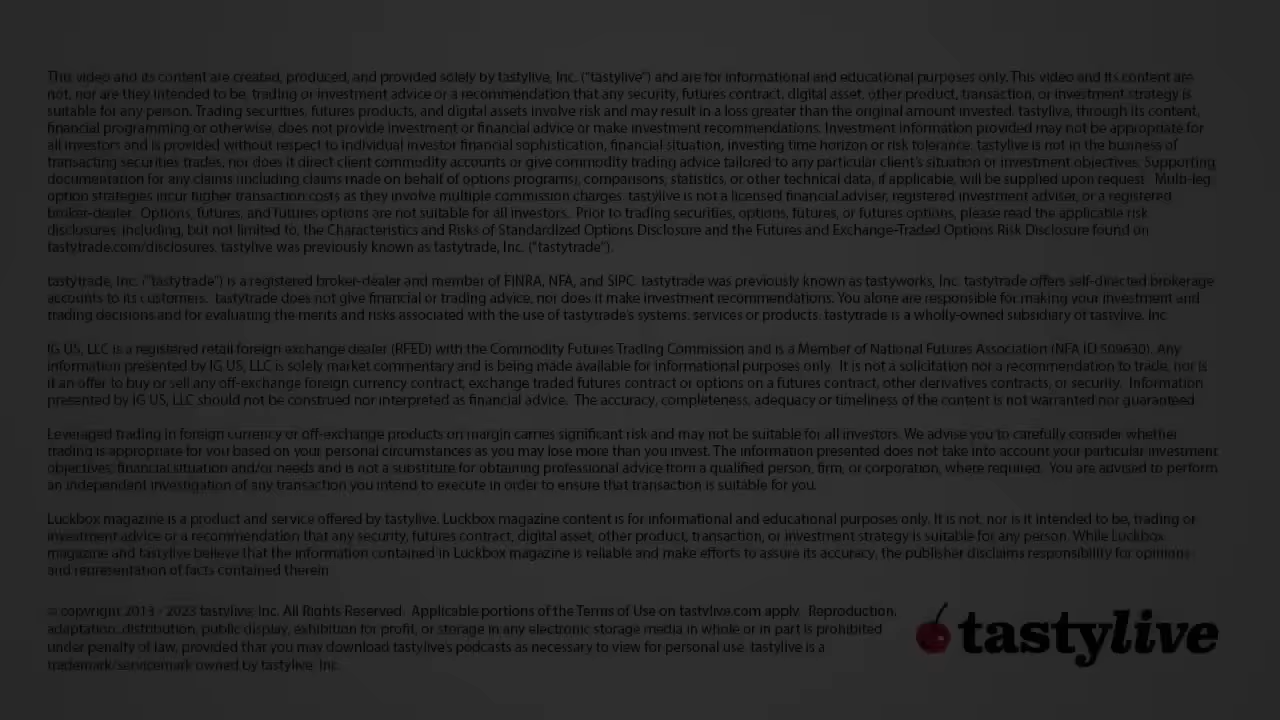 This video and its content are created, produced, and provided solely by tastylive, Inc. (“tastylive”) and are for informational and educational purposes only. This video and its content are
not, nor are they intended to be, trading or investment advice or a recommendation that any security, futures contract, digital asset, other product, transaction, or investment strategy is
suitable for any person. Trading securities, futures products, and digital assets involve risk and may result in a loss greater than the original amount invested. tastylive, through its content,
financial programming or otherwise, does not provide investment or financial advice or make investment recommendations. Investment information provided may not be appropriate for
all investors and is provided without respect to individual investor financial sophistication, financial situation, investing time horizon or risk tolerance. tastylive is not in the business of
transacting securities trades, nor does it direct client commodity accounts or give commodity trading advice tailored to any particular client’s situation or investment objectives. Supporting
documentation for any claims (including claims made on behalf of options programs), comparisons, statistics, or other technical data, if applicable, will be supplied upon request. Multi-leg
option strategies incur higher transaction costs as they involve multiple commission charges. tastylive is not a licensed financial adviser, registered investment adviser, or a registered
broker-dealer. Options, futures, and futures options are not suitable for all investors. Prior to trading securities, options, futures, or futures options, please read the applicable risk
disclosures, including, but not limited to, the Characteristics and Risks of Standardized Options Disclosure and the Futures and Exchange-Traded Options Risk Disclosure found on
tastytrade.com/disclosures. tastylive was previously known as tastytrade, Inc. (“tastytrade”).
tastytrade, Inc. (“tastytrade”) is a registered broker-dealer and member of FINRA, NFA, and SIPC. tastytrade was previously known as tastyworks, Inc. tastytrade offers self-directed brokerage
accounts to its customers. tastytrade does not give financial or trading advice, nor does it make investment recommendations. You alone are responsible for making your investment and
trading decisions and for evaluating the merits and risks associated with the use of tastytrade’s systems, services or products. tastytrade is a wholly-owned subsidiary of tastylive, Inc.
IG US, LLC is a registered retail foreign exchange dealer (RFED) with the Commodity Futures Trading Commission and is a Member of National Futures Association (NFA ID 509630). Any
information presented by IG US, LLC is solely market commentary and is being made available for informational purposes only. It is not a solicitation nor a recommendation to trade, nor is
it an offer to buy or sell any off-exchange foreign currency contract, exchange traded futures contract or options on a futures contract, other derivatives contracts, or security. Information
presented by IG US, LLC should not be construed nor interpreted as financial advice. The accuracy, completeness, adequacy or timeliness of the content is not warranted nor guaranteed.
Leveraged trading in foreign currency or off-exchange products on margin carries significant risk and may not be suitable for all investors. We advise you to carefully consider whether
trading is appropriate for you based on your personal circumstances as you may lose more than you invest. The information presented does not take into account your particular investment
objectives, financial situation and/or needs and is not a substitute for obtaining professional advice from a qualified person, firm, or corporation, where required. You are advised to perform
an independent investigation of any transaction you intend to execute in order to ensure that transaction is suitable for you.
Luckbox magazine is a product and service offered by tastylive. Luckbox magazine content is for informational and educational purposes only. It is not, nor is it intended to be, trading or
investment advice or a recommendation that any security, futures contract, digital asset, other product, transaction, or investment strategy is suitable for any person. While Luckbox
magazine and tastylive believe that the information contained in Luckbox magazine is reliable and make efforts to assure its accuracy, the publisher disclaims responsibility for opinions
and representation of facts contained therein.
© copyright 2013 - 2023 tastylive, Inc. All Rights Reserved. Applicable portions of the Terms of Use on tastylive.com apply. Reproduction,
adaptation, distribution, public display, exhibition for profit, or storage in any electronic storage media in whole or in part is prohibited
under penalty of law, provided that you may download tastylive’s podcasts as necessary to view for personal use. tastylive is a
trademark/servicemark owned by tastylive, Inc.
tastylive